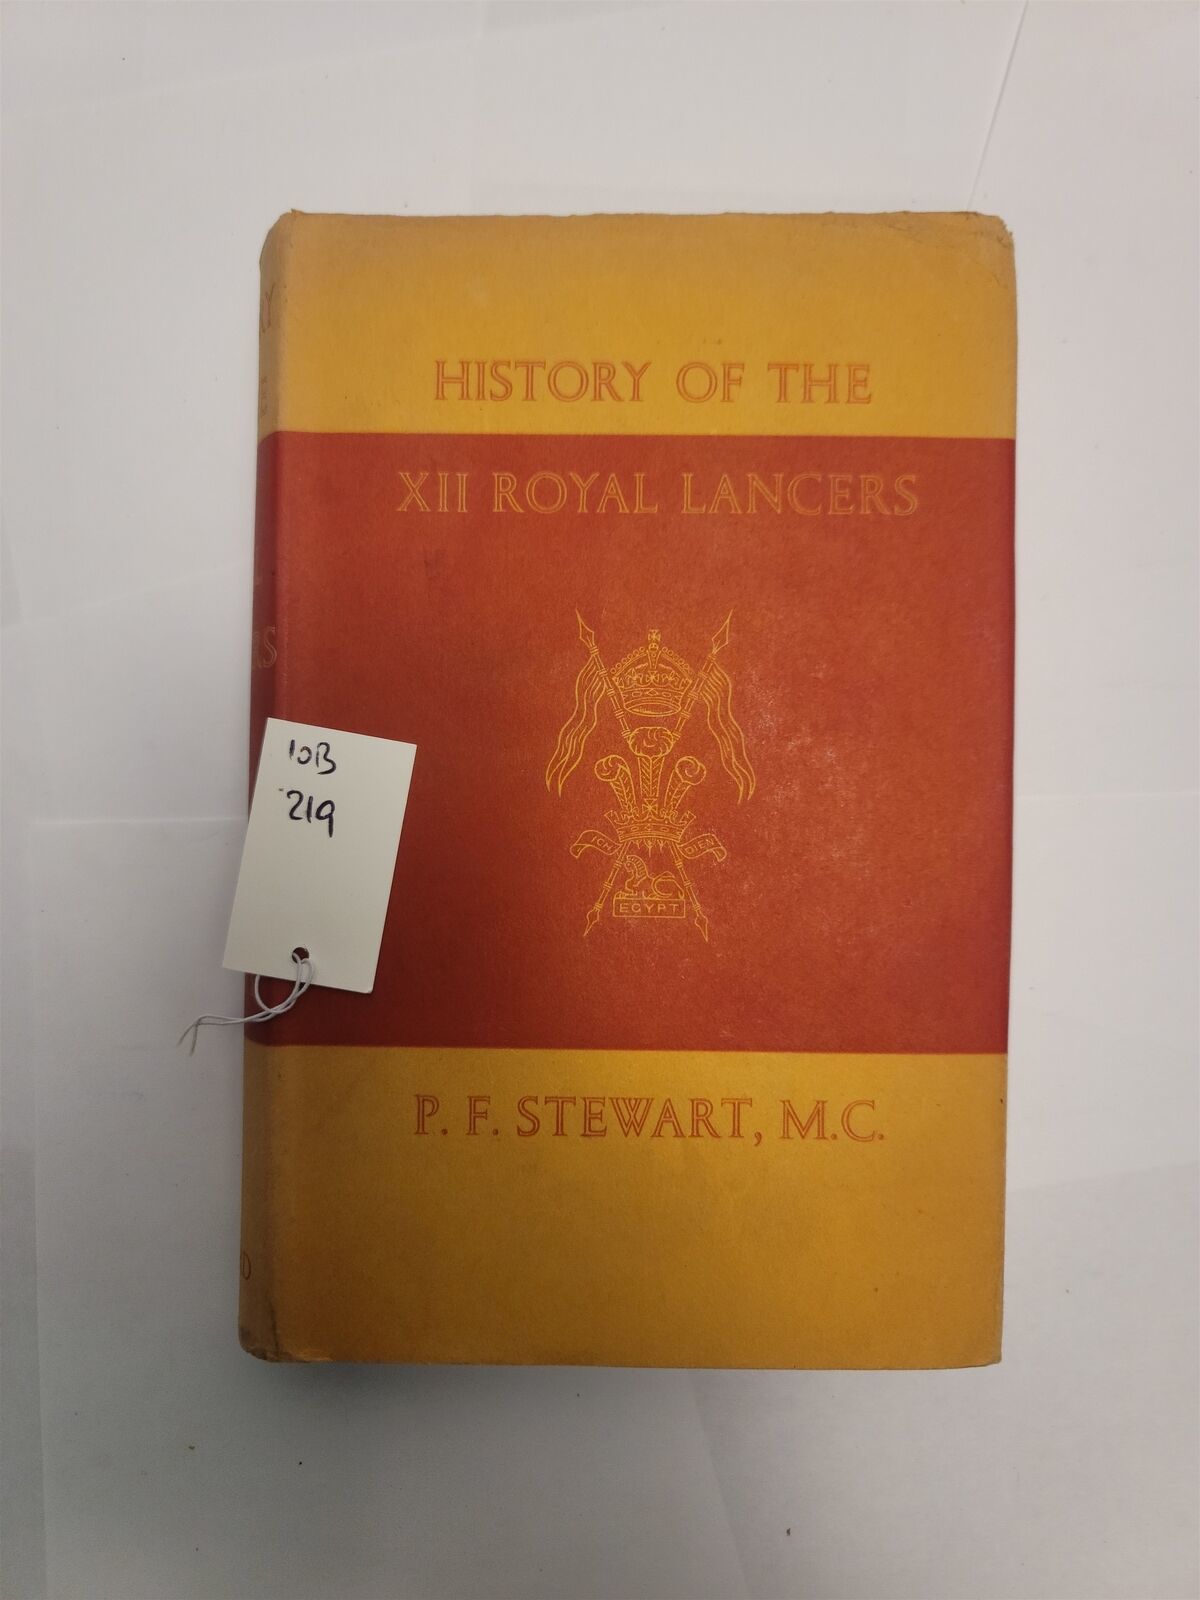 HISTORY OF THE
XII ROYAL LANCERS
ICH DIEN
EGYPT
P. F. STEWART, M.C.
10B
219